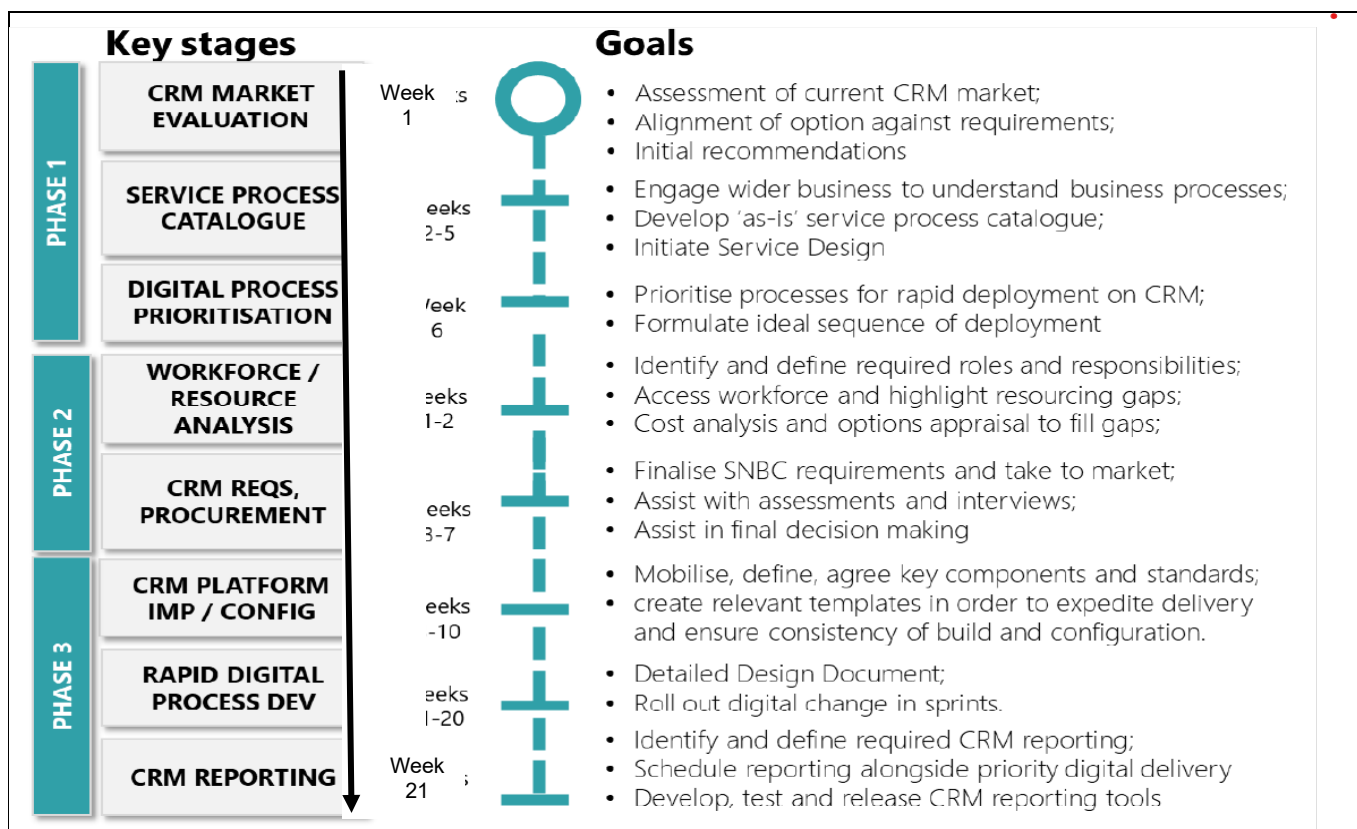 Key stages
Goals
PHASE 1
CRM MARKET
EVALUATION
Week
1
• Assessment of current CRM market;
• Alignment of option against requirements;
• Initial recommendations
SERVICE PROCESS
CATALOGUE
2-5
• Engage wider business to understand business processes;
• Develop ‘as-is’ service process catalogue;
• Initiate Service Design
DIGITAL PROCESS
PRIORITISATION
6
• Prioritise processes for rapid deployment on CRM;
• Formulate ideal sequence of deployment
PHASE 2
WORKFORCE /
RESOURCE
ANALYSIS
1-2
• Identify and define required roles and responsibilities;
• Access workforce and highlight resourcing gaps;
• Cost analysis and options appraisal to fill gaps;
CRM REQS,
PROCUREMENT
3-7
• Finalise SNBC requirements and take to market;
• Assist with assessments and interviews;
• Assist in final decision making
PHASE 3
CRM PLATFORM
IMP / CONFIG
-10
• Mobilise, define, agree key components and standards;
• create relevant templates in order to expedite delivery
and ensure consistency of build and configuration.
RAPID DIGITAL
PROCESS DEV
-20
• Detailed Design Document;
• Roll out digital change in sprints.
CRM REPORTING
Week
21
• Identify and define required CRM reporting;
• Schedule reporting alongside priority digital delivery
• Develop, test and release CRM reporting tools